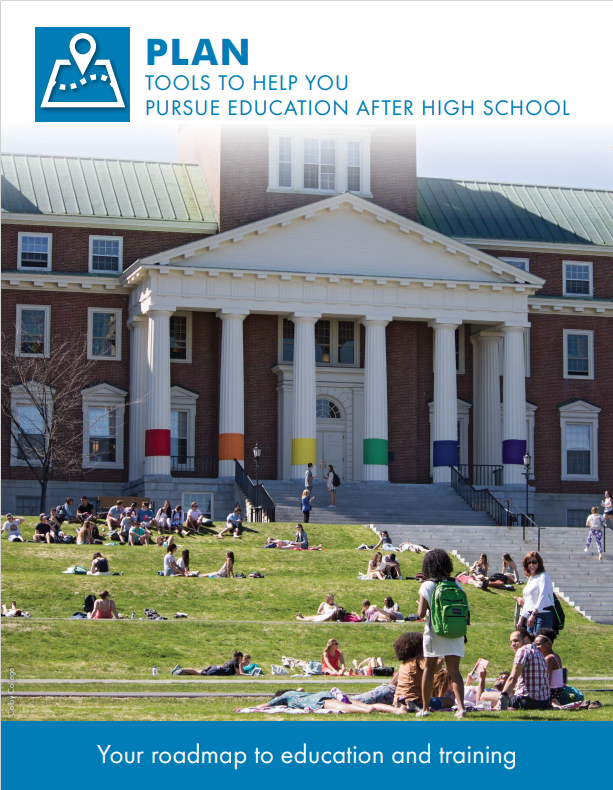 PLAN
TOOLS TO HELP YOU
PURSUE EDUCATION AFTER HIGH SCHOOL
Your roadmap to education and training